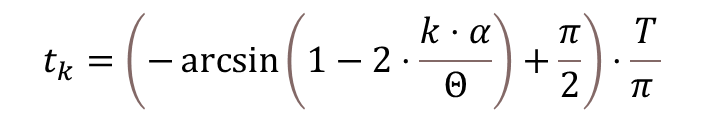 t_k = ( − arcsin ( 1 − 2 · (k · α) / Θ ) + π / 2 ) · T / π